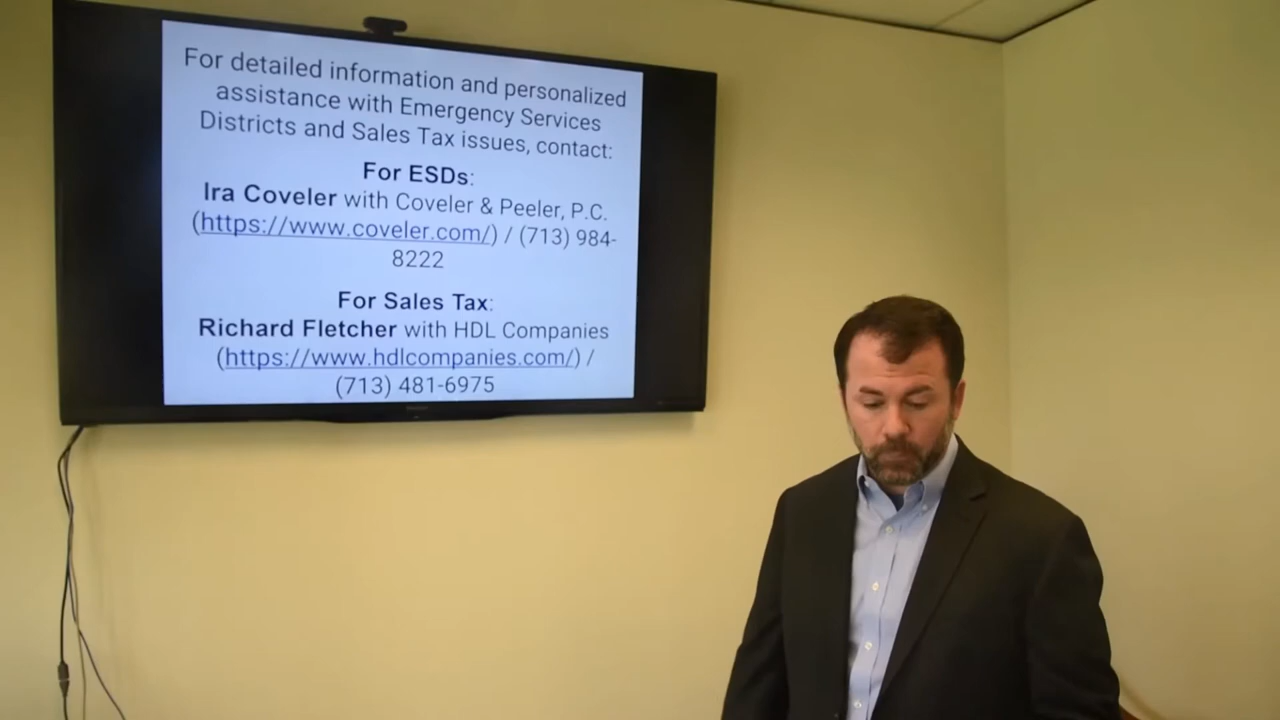 For detailed information and personalized
assistance with Emergency Services
Districts and Sales Tax issues, contact:
For ESDs:
Ira Coveler with Coveler & Peeler, P.C.
(https://www.coveler.com/) / (713) 984-
8222
For Sales Tax:
Richard Fletcher with HDL Companies
(https://www.hdlcompanies.com/) /
(713) 481-6975